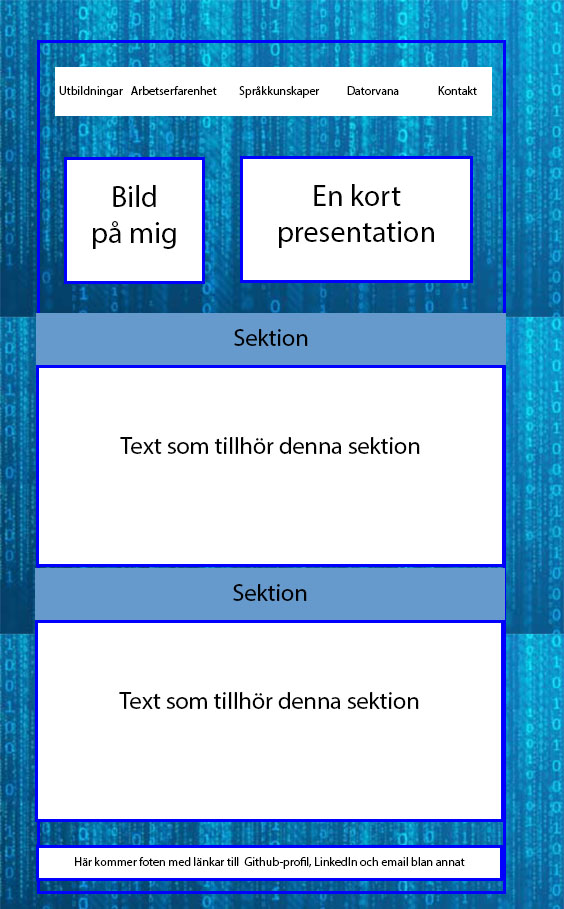 Utbildningar Arbetserfarenhet Språkkunskaper Datorvana Kontakt
Bild
på mig
En kort
presentation
Sektion
Text som tillhör denna sektion
Sektion
Text som tillhör denna sektion
Här kommer foten med länkar till Github-profil, LinkedIn och email blan annat